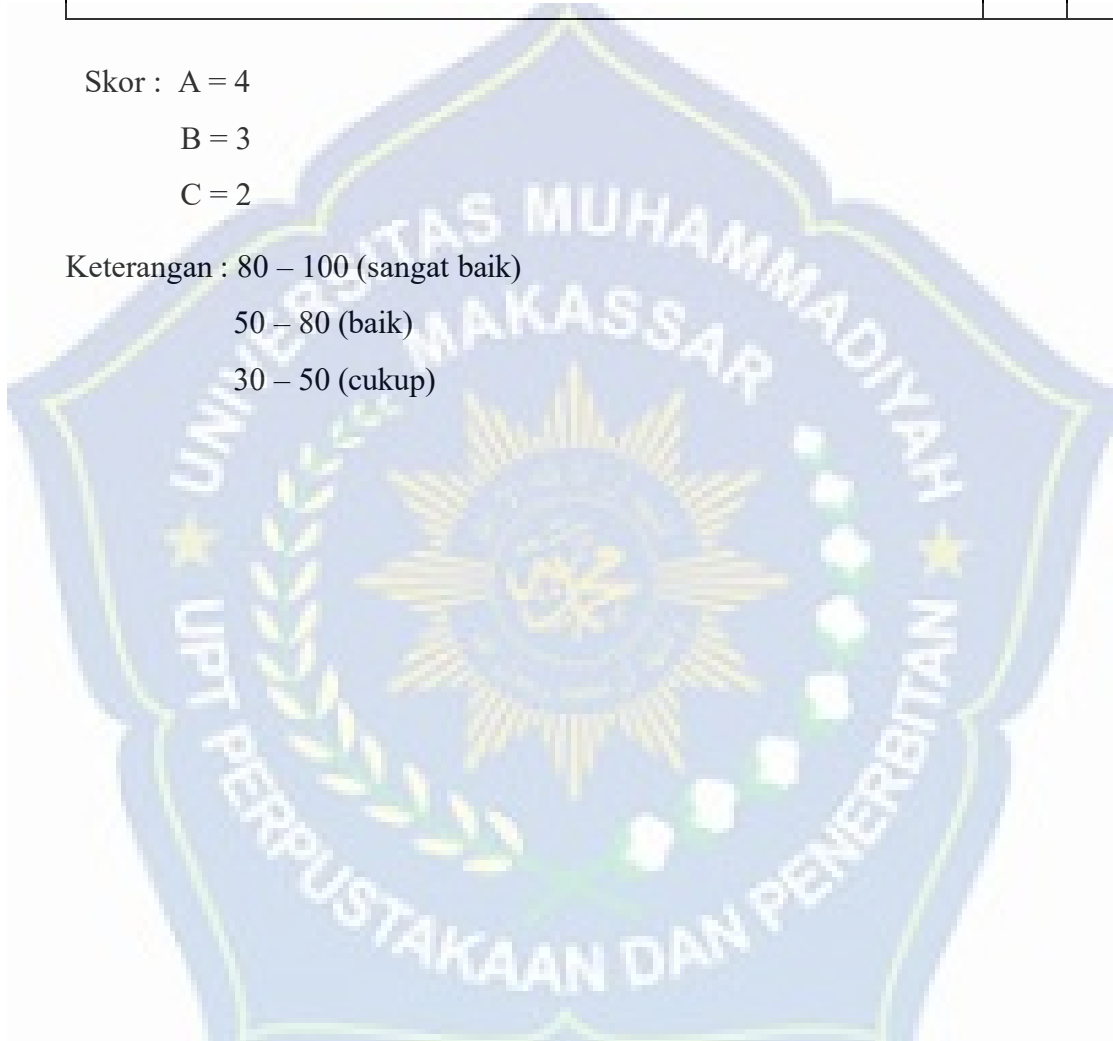 Skor : A = 4
B = 3
C = 2
Keterangan : 80 – 100 (sangat baik)
50 – 80 (baik)
30 – 50 (cukup)
UNIVERSITAS MUHAMMADIYAH
MAKASSAR
UPT PERPUSTAKAAN DAN PENERBITAN